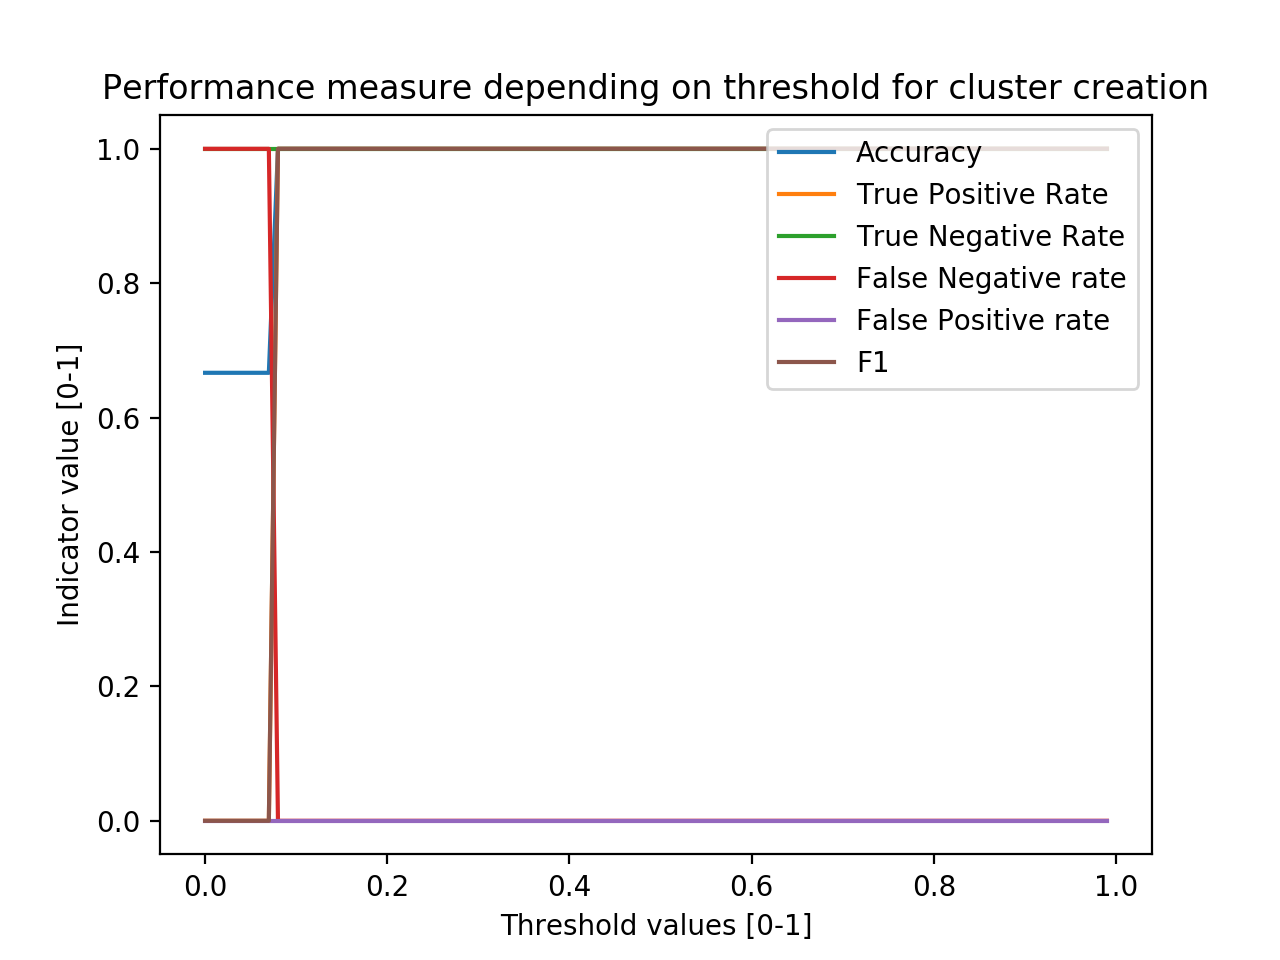 Performance measure depending on threshold for cluster creation
1.0
0.8
0.6
0.4
0.2
0.0
Indicator value [0-1]
Accuracy
True Positive Rate
True Negative Rate
False Negative rate
False Positive rate
F1
0.0 0.2 0.4 0.6 0.8 1.0
Threshold values [0-1]